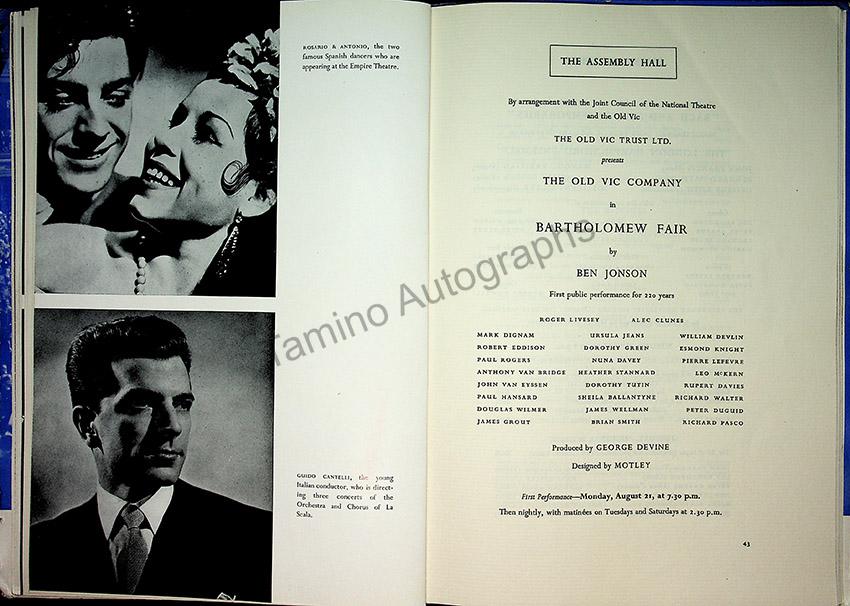 ROSARIO & ANTONIO, the two
famous Spanish dancers who are
appearing at the Empire Theatre.
GUIDO CANTELLI, the young
Italian conductor, who is direct-
ing three concerts of the
Orchestra and Chorus of La
Scala.
THE ASSEMBLY HALL
By arrangement with the Joint Council of the National Theatre
and the Old Vic
THE OLD VIC TRUST LTD.
presents
THE OLD VIC COMPANY
in
BARTHOLOMEW FAIR
by
BEN JONSON
First public performance for 220 years
ROGER LIVESEY ALEC CLUNES
MARK DIGNAM URSULA JEANS WILLIAM DEVLIN
ROBERT EDDISON DOROTHY GREEN ESMOND KNIGHT
PAUL ROGERS NUNA DAVEY PIERRE LEFEVRE
ANTHONY VAN BRIDGE HEATHER STANNARD LEO McKERN
JOHN VAN EYSSEN DOROTHY TUTIN RUPERT DAVIES
PAUL HANSARD SHEILA BALLANTYNE RICHARD WALTER
DOUGLAS WILMER JAMES WELLMAN PETER DUGUID
JAMES GROUT BRIAN SMITH RICHARD PASCO
Produced by GEORGE DEVINE
Designed by MOTLEY
First Performance—Monday, August 21, at 7.30 p.m.
Then nightly, with matinées on Tuesdays and Saturdays at 2.30 p.m.
43
Tamino Autographs